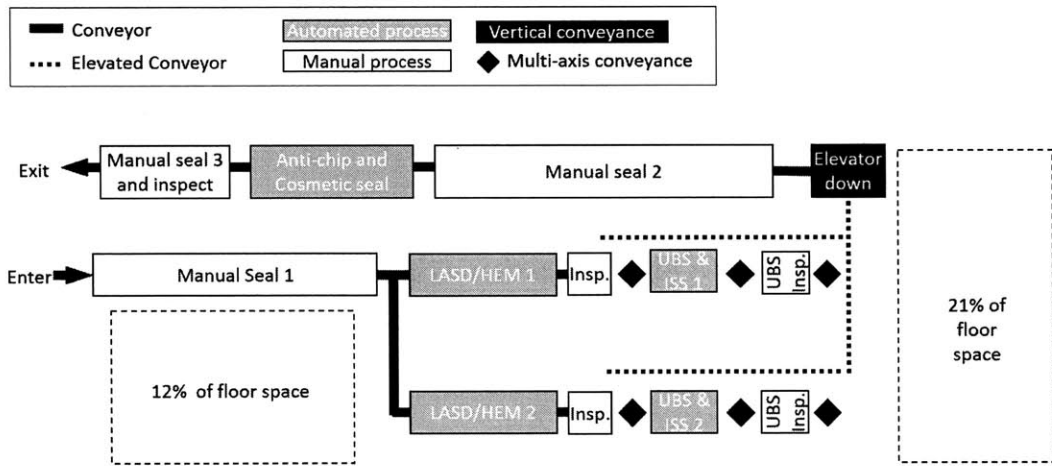 Conveyor
Automated process
Vertical conveyance
Elevated Conveyor
Manual process
Multi-axis conveyance
Exit
Manual seal 3
and inspect
Anti-chip and
Cosmetic seal
Manual seal 2
Elevator
down
Enter
Manual Seal 1
LASD/HEM 1
Insp.
UBS &
ISS 1
UBS
Insp.
21% of
floor
space
12% of floor space
LASD/HEM 2
Insp.
UBS &
ISS 2
UBS
Insp.